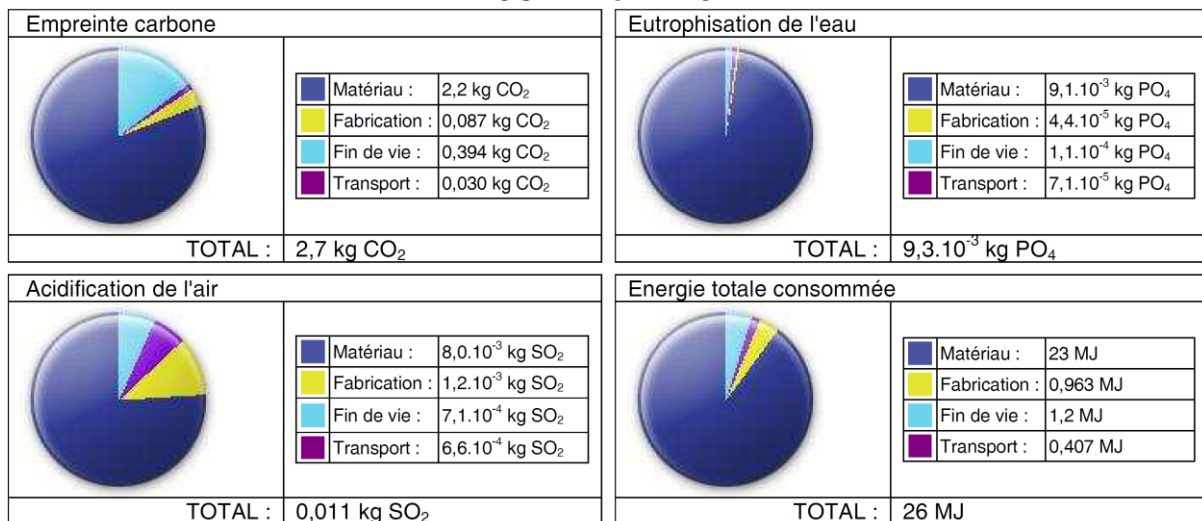 Empreinte carbone
Matériau : 2,2 kg CO₂
Fabrication : 0,087 kg CO₂
Fin de vie : 0,394 kg CO₂
Transport : 0,030 kg CO₂
TOTAL : 2,7 kg CO₂
Eutrophisation de l'eau
Matériau : 9,1.10⁻³ kg PO₄
Fabrication : 4,4.10⁻⁵ kg PO₄
Fin de vie : 1,1.10⁻⁴ kg PO₄
Transport : 7,1.10⁻⁵ kg PO₄
TOTAL : 9,3.10⁻³ kg PO₄
Acidification de l'air
Matériau : 8,0.10⁻³ kg SO₂
Fabrication : 1,2.10⁻³ kg SO₂
Fin de vie : 7,1.10⁻⁴ kg SO₂
Transport : 6,6.10⁻⁴ kg SO₂
TOTAL : 0,011 kg SO₂
Energie totale consommée
Matériau : 23 MJ
Fabrication : 0,963 MJ
Fin de vie : 1,2 MJ
Transport : 0,407 MJ
TOTAL : 26 MJ